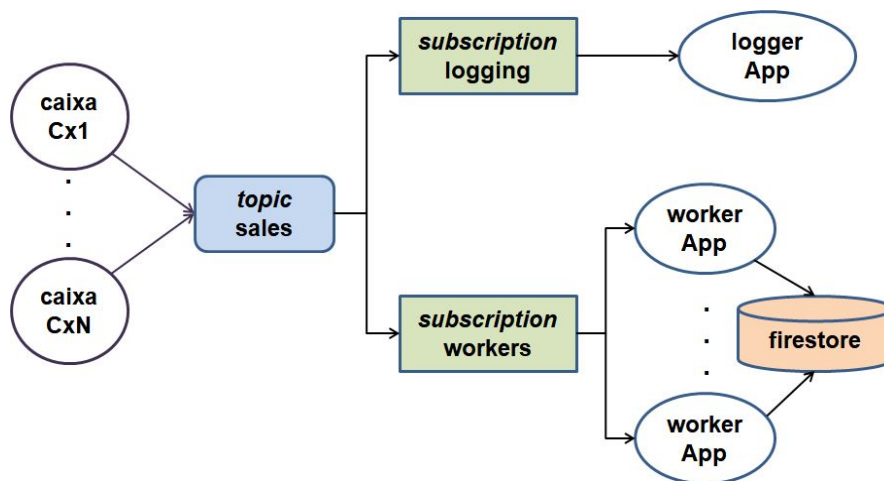 caixa
Cx1
.
.
.
caixa
CxN
topic
sales
subscription
logging
logger
App
subscription
workers
worker
App
.
.
.
worker
App
firestore